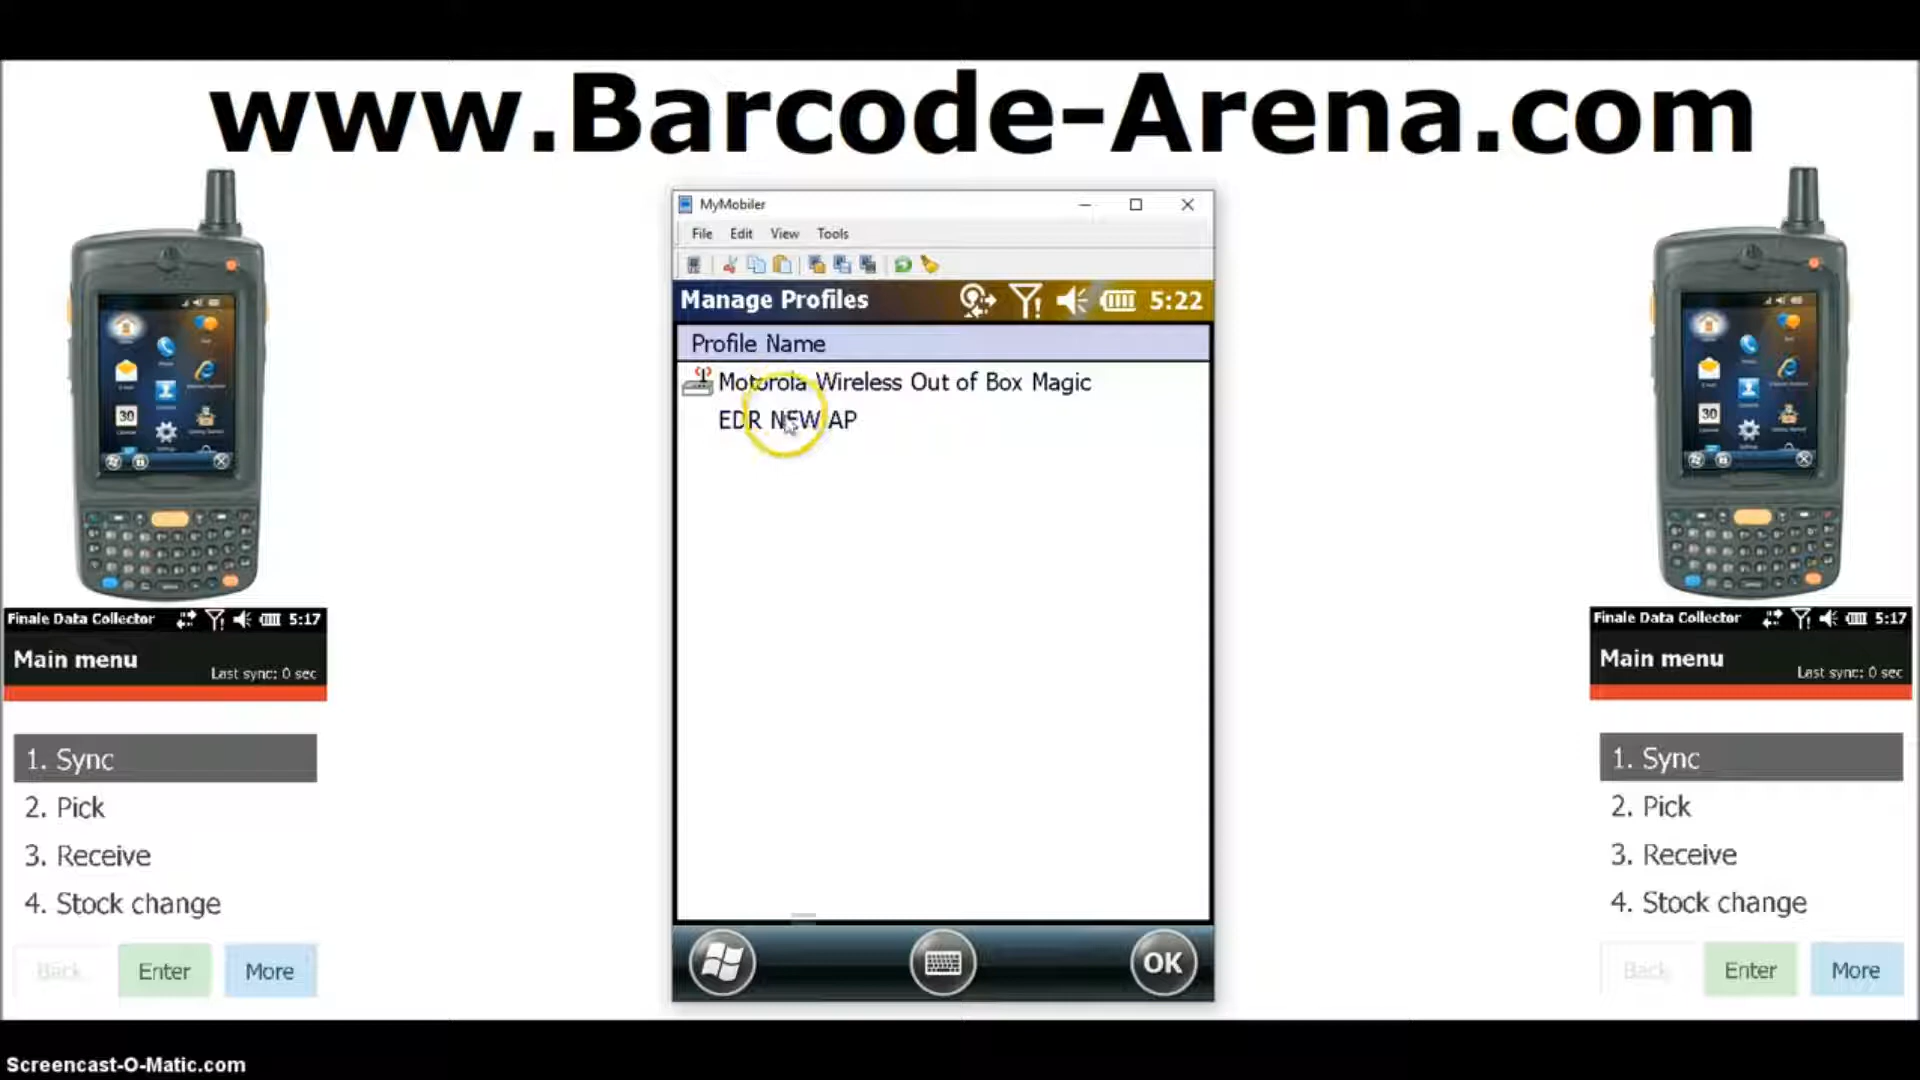 www.Barcode-Arena.com
MyMobiler
File Edit View Tools
Manage Profiles 5:22
Profile Name
Motorola Wireless Out of Box Magic
EDR NEW AP
OK
Finale Data Collector 5:17
Main menu
Last sync: 0 sec
1. Sync
2. Pick
3. Receive
4. Stock change
Back Enter More
Finale Data Collector 5:17
Main menu
Last sync: 0 sec
1. Sync
2. Pick
3. Receive
4. Stock change
Back Enter More
30
30
Screencast-O-Matic.com